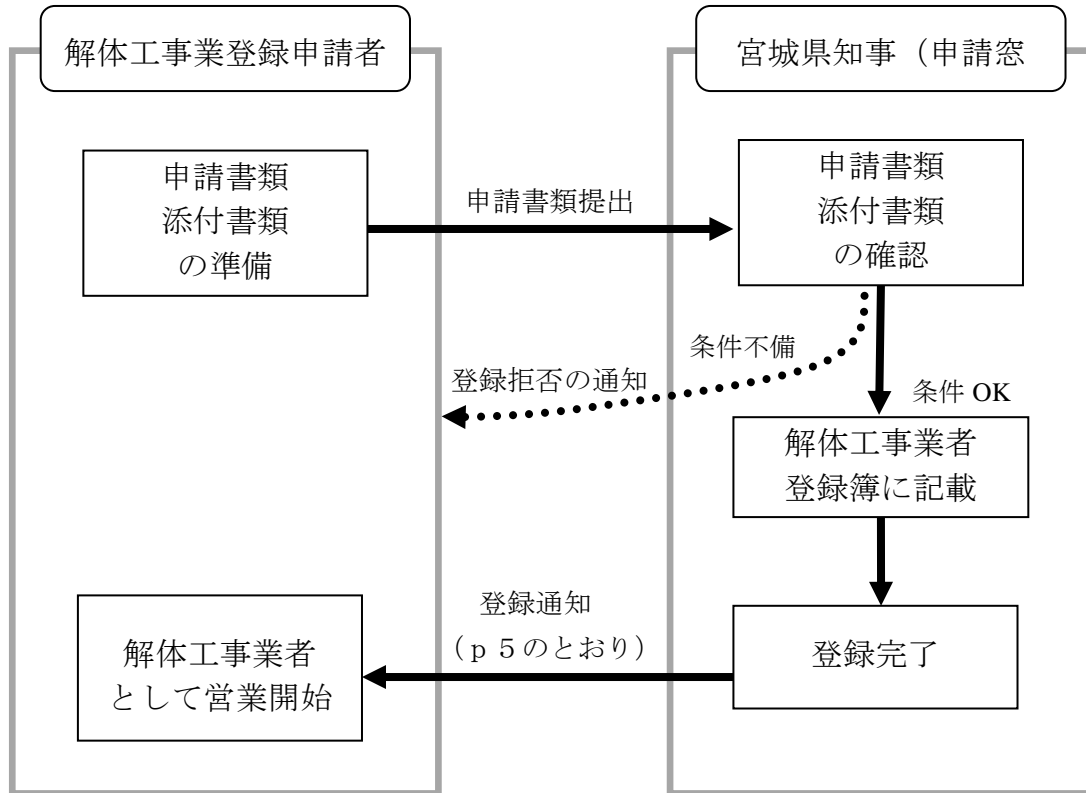 解体工事業登録申請者
宮城県知事（申請窓
申請書類
添付書類
の準備
申請書類提出
申請書類
添付書類
の確認
条件不備
登録拒否の通知
条件 OK
解体工事業者
登録簿に記載
登録通知
（ｐ５のとおり）
解体工事業者
として営業開始
登録完了